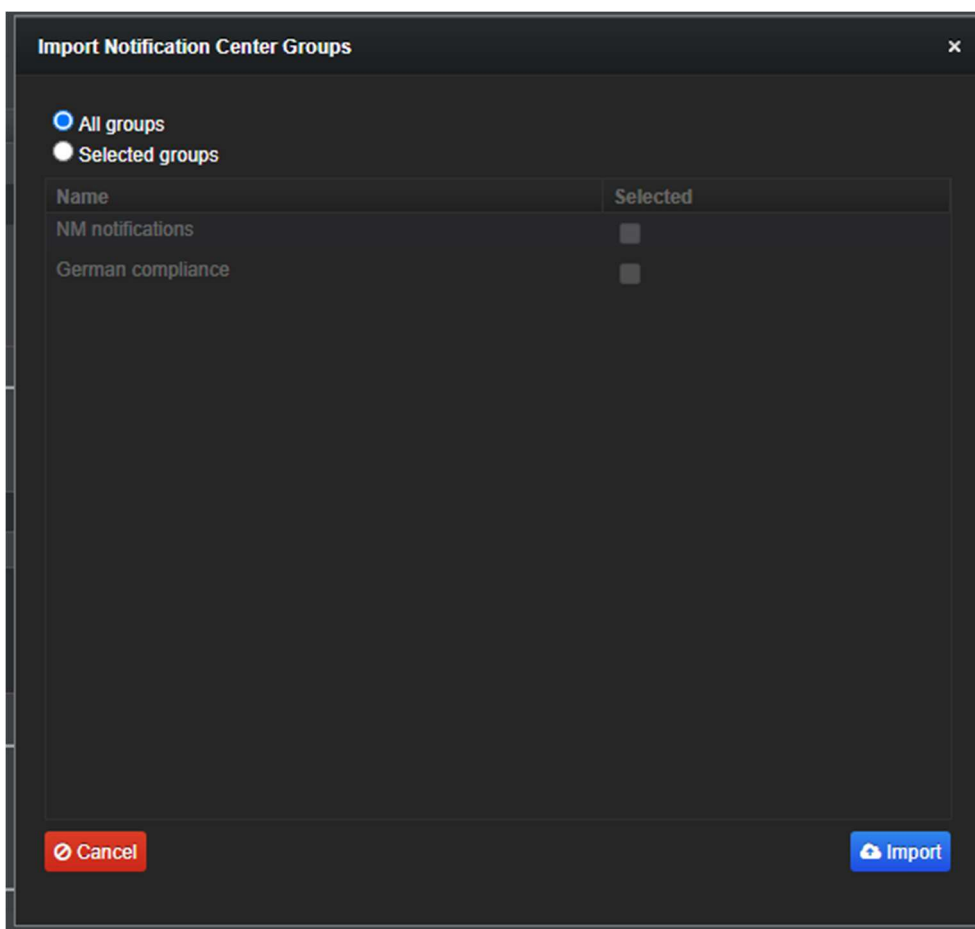 Import Notification Center Groups ×
All groups
Selected groups
Name Selected
NM notifications
German compliance
Cancel Import